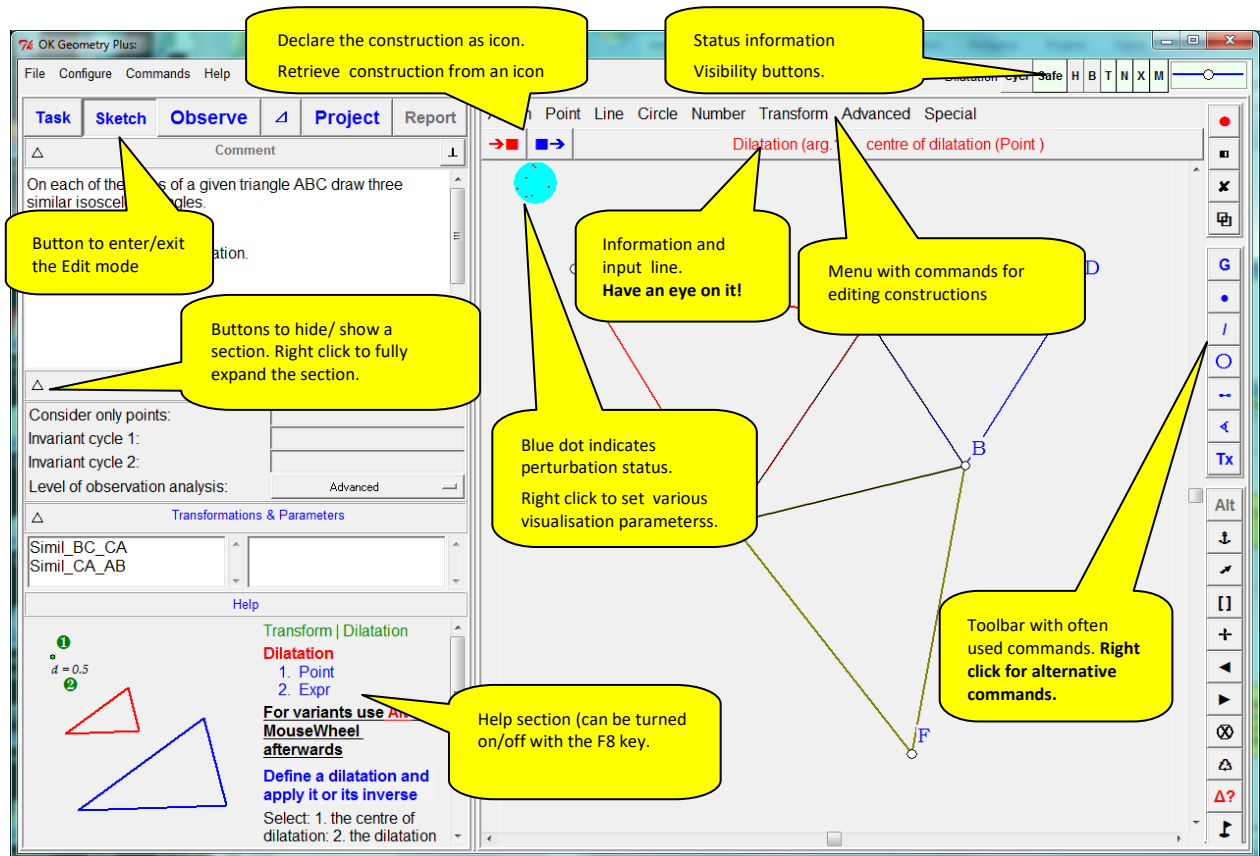 OK Geometry Plus:
File Configure Commands Help
Declare the construction as icon.
Retrieve construction from an icon
Status information
Visibility buttons.
Safe H B T N X M
Task Sketch Observe Project Report
Point Line Circle Number Transform Advanced Special
Comment
Dilatation (arg. centre of dilatation (Point )
On each of the s of a given triangle ABC draw three
similar isoscel ngles.
ation.
Button to enter/exit
the Edit mode
Information and
input line.
Have an eye on it!
Menu with commands for
editing constructions
D
Buttons to hide/ show a
section. Right click to fully
expand the section.
Consider only points:
Invariant cycle 1:
Invariant cycle 2:
Level of observation analysis: Advanced
Blue dot indicates
perturbation status.
Right click to set various
visualisation parameterss.
B
Transformations & Parameters
Simil_BC_CA
Simil_CA_AB
Help
Transform | Dilatation
Dilatation
1. Point
2. Expr
For variants use Al
MouseWheel
afterwards
Define a dilatation and
apply it or its inverse
Select: 1. the centre of
dilatation: 2. the dilatation
1
d = 0.5
2
Help section (can be turned
on/off with the F8 key.
F
Toolbar with often
used commands. Right
click for alternative
commands.
G
Tx
Alt
[ ]
Δ?